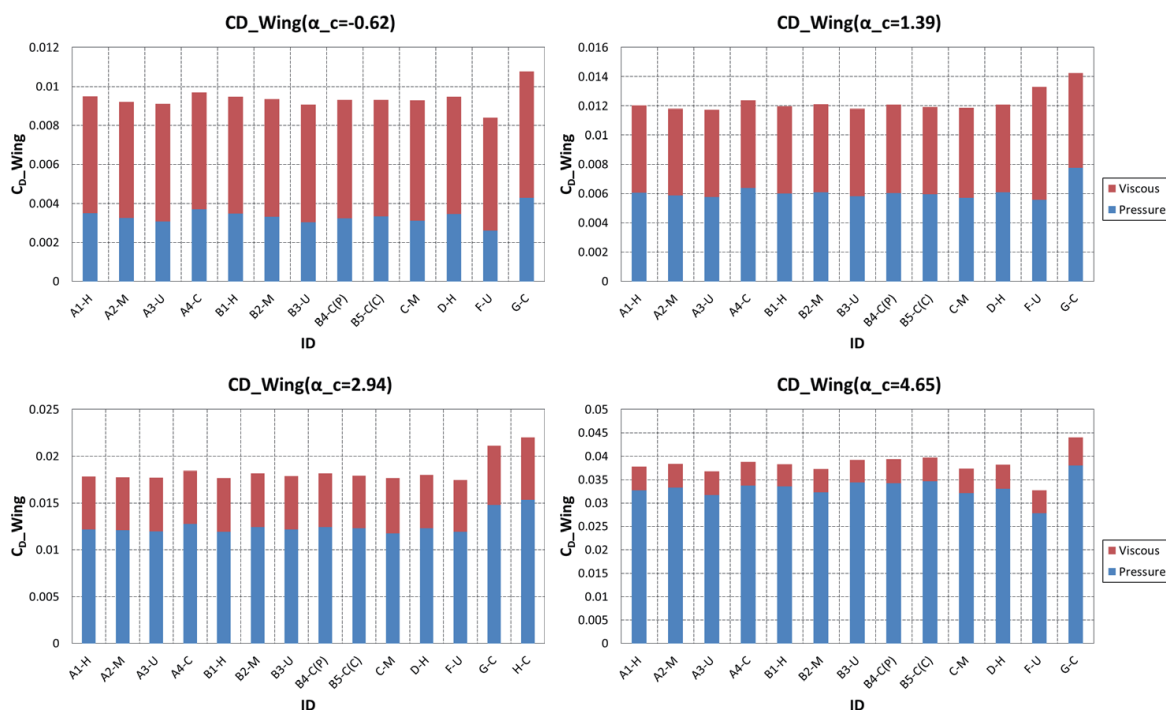 CD_Wing(α_c=-0.62)
0.012
0.01
0.008
0.006
0.004
0.002
0
C_D_Wing
A1-H A2-M A3-U A4-C B1-H B2-M B3-U B4-C(P) B5-C(C) C-M D-H F-U G-C
ID
CD_Wing(α_c=1.39)
0.016
0.014
0.012
0.01
0.008
0.006
0.004
0.002
0
C_D_Wing
A1-H A2-M A3-U A4-C B1-H B2-M B3-U B4-C(P) B5-C(C) C-M D-H F-U G-C
ID
Viscous
Pressure
CD_Wing(α_c=2.94)
0.025
0.02
0.015
0.01
0.005
0
C_D_Wing
A1-H A2-M A3-U A4-C B1-H B2-M B3-U B4-C(P) B5-C(C) C-M D-H F-U G-C H-C
ID
CD_Wing(α_c=4.65)
0.05
0.045
0.04
0.035
0.03
0.025
0.02
0.015
0.01
0.005
0
C_D_Wing
A1-H A2-M A3-U A4-C B1-H B2-M B3-U B4-C(P) B5-C(C) C-M D-H F-U G-C
ID
Viscous
Pressure